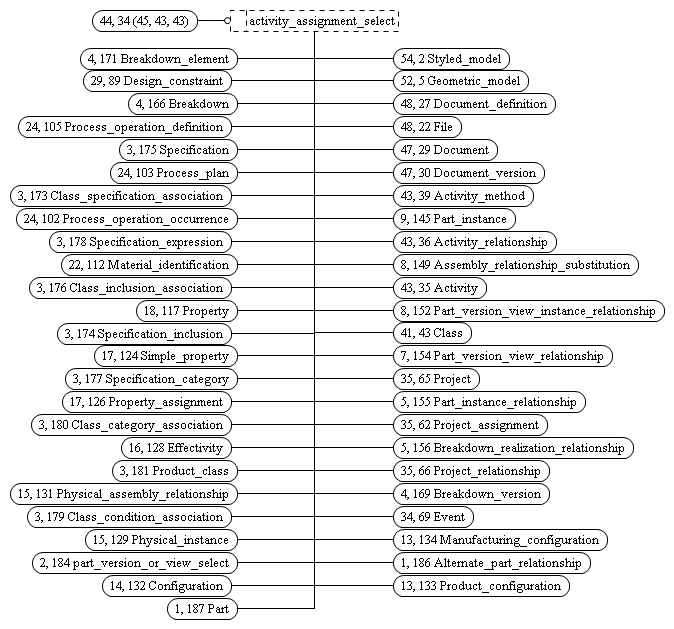 44, 34 (45, 43, 43)
activity_assignment_select
4, 171 Breakdown_element
54, 2 Styled_model
29, 89 Design_constraint
52, 5 Geometric_model
4, 166 Breakdown
48, 27 Document_definition
24, 105 Process_operation_definition
48, 22 File
3, 175 Specification
47, 29 Document
24, 103 Process_plan
47, 30 Document_version
3, 173 Class_specification_association
43, 39 Activity_method
24, 102 Process_operation_occurrence
9, 145 Part_instance
3, 178 Specification_expression
43, 36 Activity_relationship
22, 112 Material_identification
8, 149 Assembly_relationship_substitution
3, 176 Class_inclusion_association
43, 35 Activity
18, 117 Property
8, 152 Part_version_view_instance_relationship
3, 174 Specification_inclusion
41, 43 Class
17, 124 Simple_property
7, 154 Part_version_view_relationship
3, 177 Specification_category
35, 65 Project
17, 126 Property_assignment
5, 155 Part_instance_relationship
3, 180 Class_category_association
35, 62 Project_assignment
16, 128 Effectivity
5, 156 Breakdown_realization_relationship
3, 181 Product_class
35, 66 Project_relationship
15, 131 Physical_assembly_relationship
4, 169 Breakdown_version
3, 179 Class_condition_association
34, 69 Event
15, 129 Physical_instance
13, 134 Manufacturing_configuration
2, 184 part_version_or_view_select
1, 186 Alternate_part_relationship
14, 132 Configuration
13, 133 Product_configuration
1, 187 Part